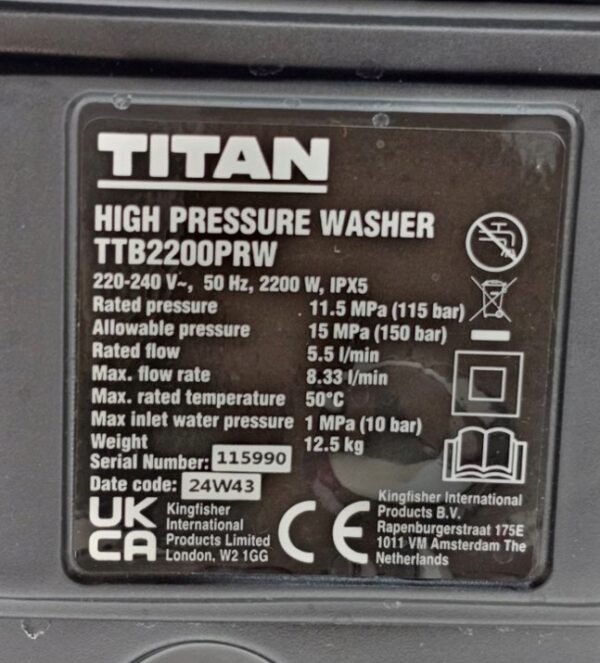 TITAN
HIGH PRESSURE WASHER
TTB2200PRW
220-240 V~, 50 Hz, 2200 W, IPX5
Rated pressure 11.5 MPa (115 bar)
Allowable pressure 15 MPa (150 bar)
Rated flow 5.5 l/min
Max. flow rate 8.33 l/min
Max. rated temperature 50°C
Max inlet water pressure 1 MPa (10 bar)
Weight 12.5 kg
Serial Number: 115990
Date code: 24W43
UK
CA
Kingfisher
International
Products Limited
London, W2 1GG
CE
Kingfisher International
Products B.V.
Rapenburgerstraat 175E
1011 VM Amsterdam The
Netherlands